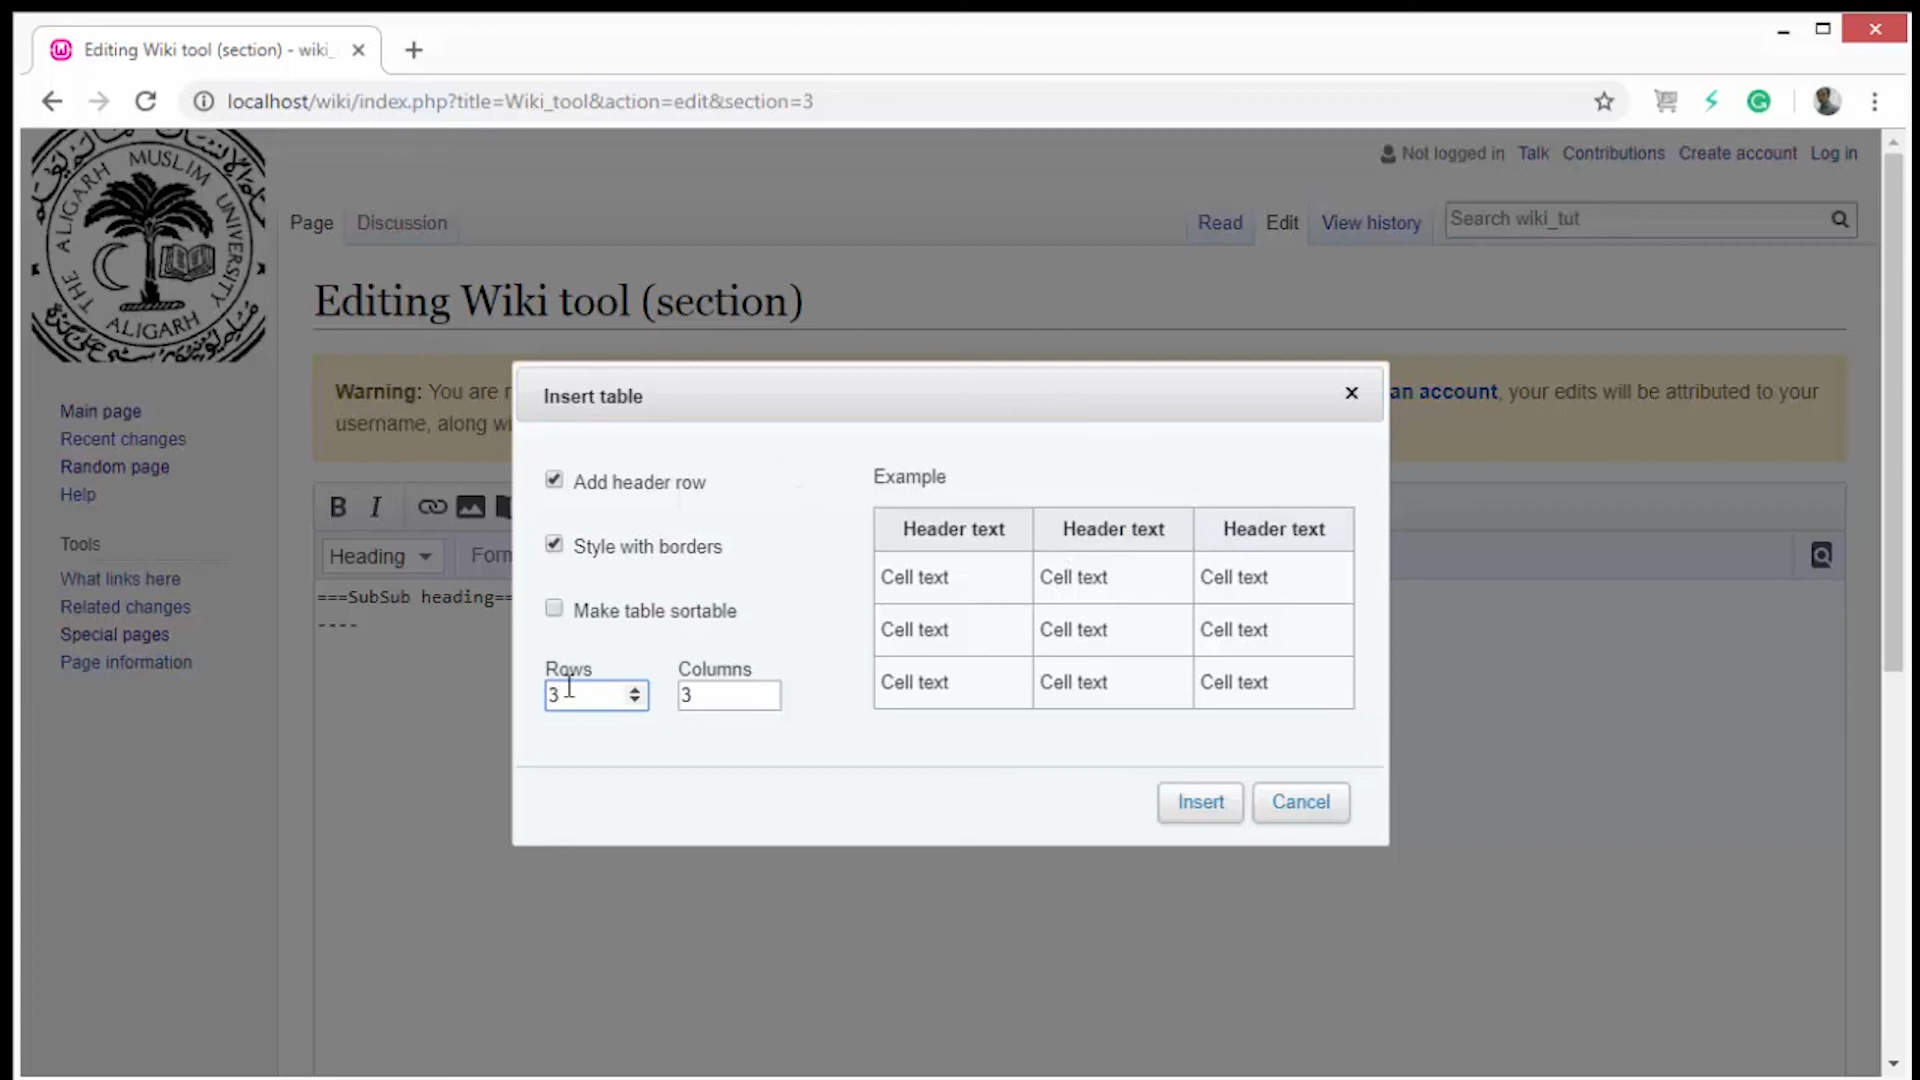 Editing Wiki tool (section) - wiki_
localhost/wiki/index.php?title=Wiki_tool&action=edit&section=3
THE ALIGARH MUSLIM UNIVERSITY
ALIGARH
Not logged in Talk Contributions Create account Log in
Page Discussion Read Edit View history Search wiki_tut
Editing Wiki tool (section)
Warning: You are an account, your edits will be attributed to your
username, along
Main page
Recent changes
Random page
Help
Tools
What links here
Related changes
Special pages
Page information
B I
Heading Form
===SubSub heading==
----
Insert table
Add header row
Style with borders
Make table sortable
Rows Columns
3 3
Example
Header text Header text Header text
Cell text Cell text Cell text
Cell text Cell text Cell text
Cell text Cell text Cell text
Insert Cancel